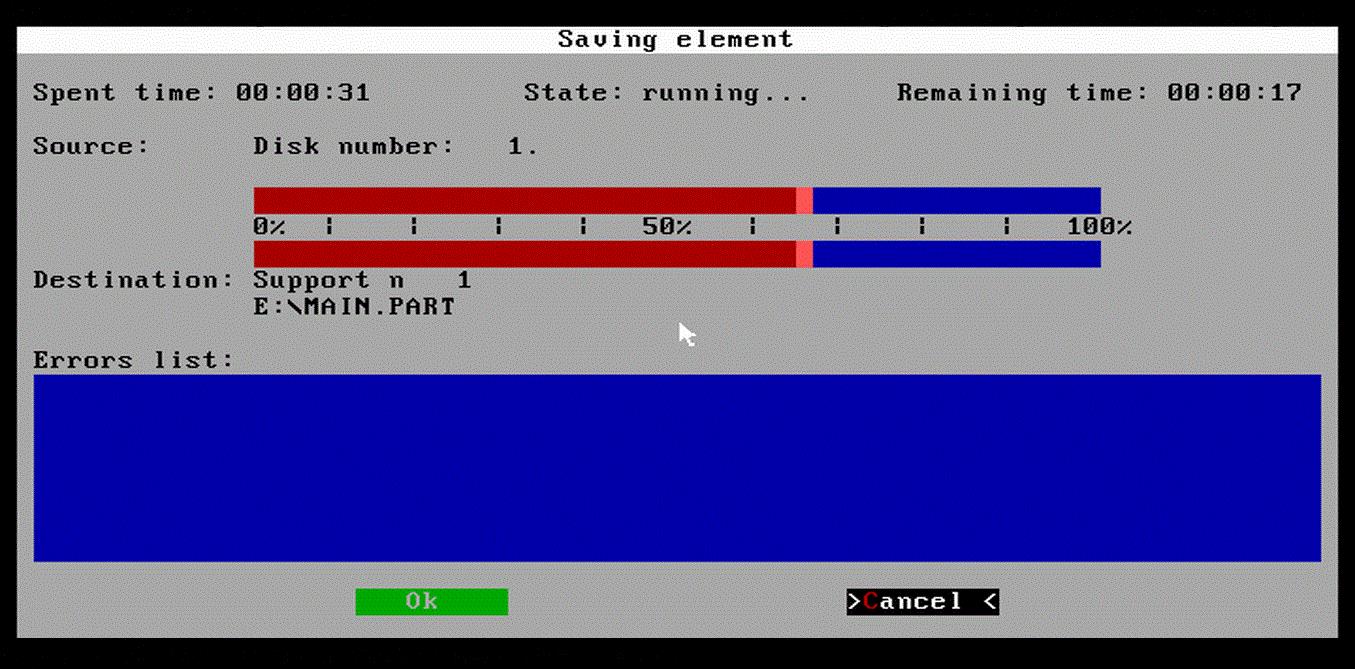 Saving element
Spent time: 00:00:31 State: running... Remaining time: 00:00:17
Source: Disk number: 1.
0% ¦ ¦ ¦ ¦ 50% ¦ ¦ ¦ ¦ 100%
Destination: Support n 1
E:\MAIN.PART
Errors list:
Ok >Cancel <